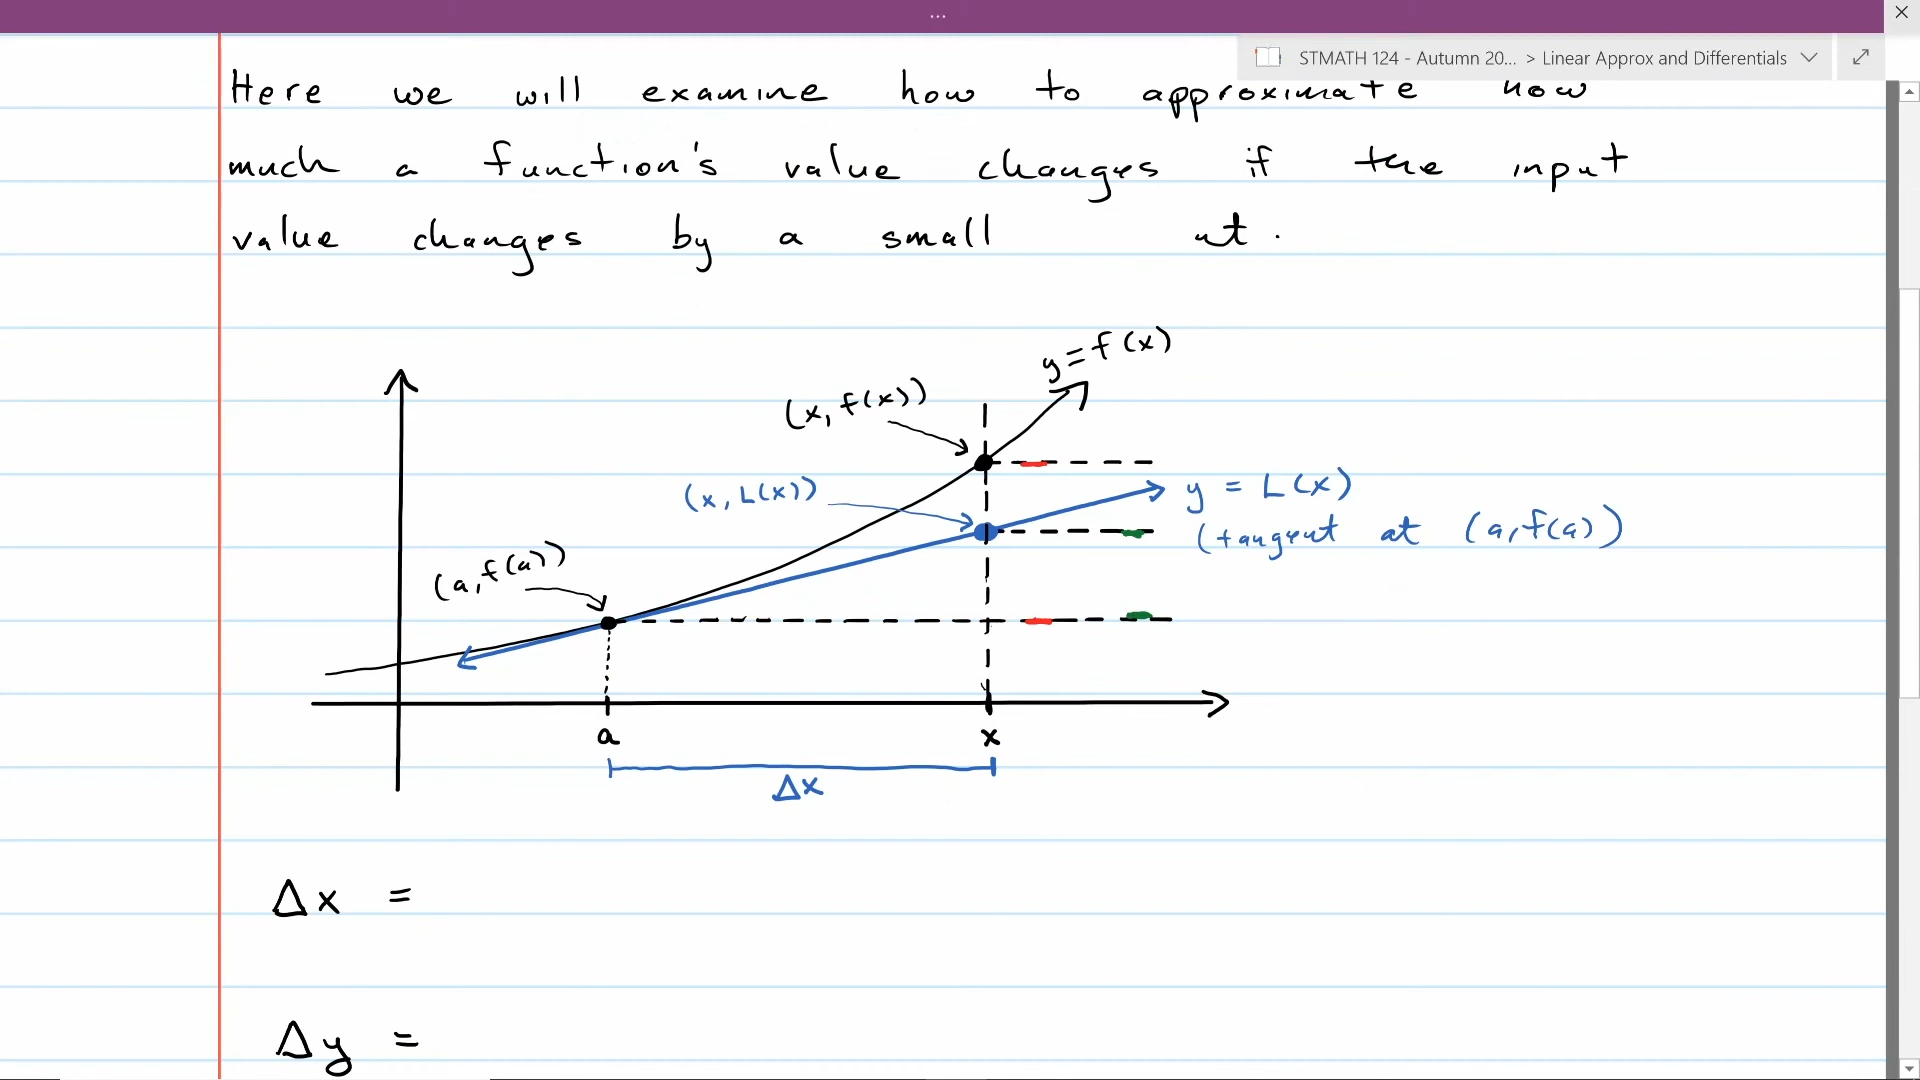 ...
STMATH 124 - Autumn 20... > Linear Approx and Differentials
Here we will examine how to approximate how
much a function's value changes if the input
value changes by a small
y = f(x)
(x, f(x))
(x, L(x))
y = L(x)
(tangent at (a, f(a))
(a, f(a))
a
x
Δx
Δx =
Δy =